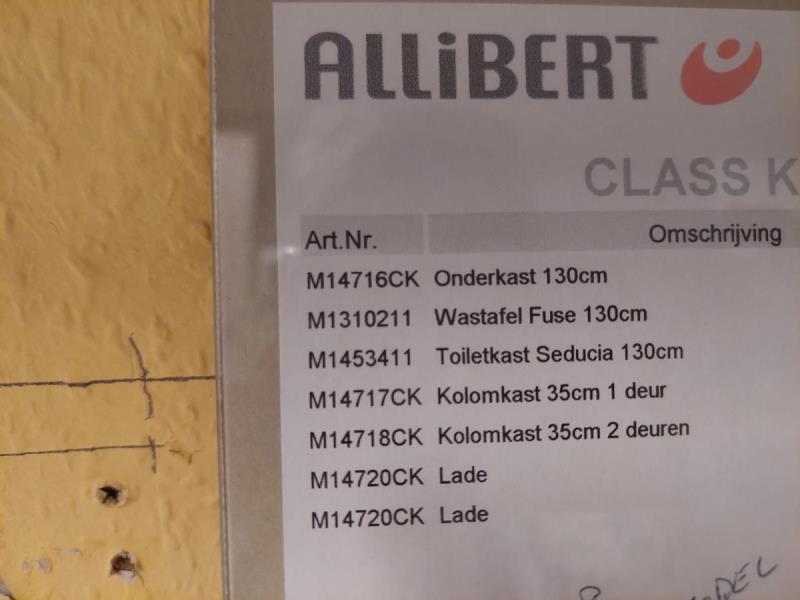 ALLiBERT
CLASS K
Art.Nr. Omschrijving
M14716CK Onderkast 130cm
M1310211 Wastafel Fuse 130cm
M1453411 Toiletkast Seducia 130cm
M14717CK Kolomkast 35cm 1 deur
M14718CK Kolomkast 35cm 2 deuren
M14720CK Lade
M14720CK Lade